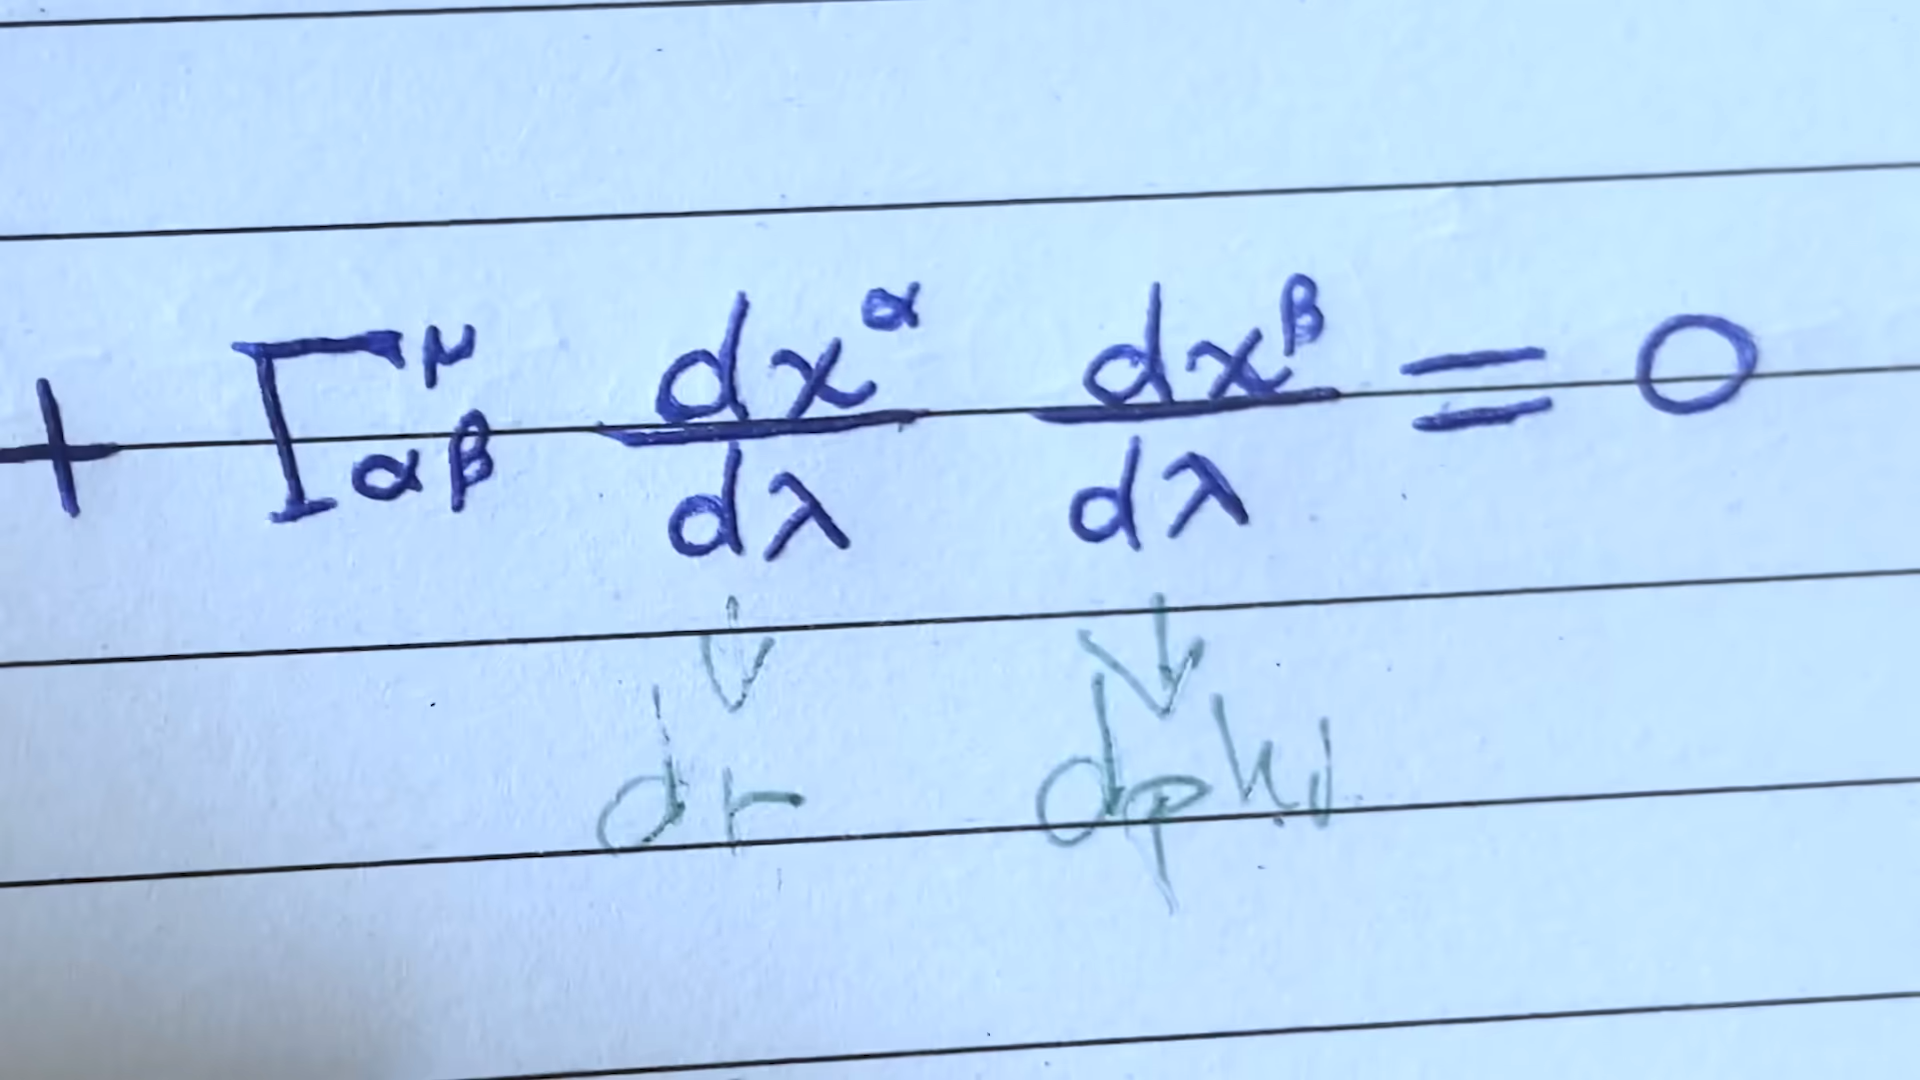 + Γ^μ_αβ dx^α/dλ dx^β/dλ = 0
↓ ↓
dr dphi